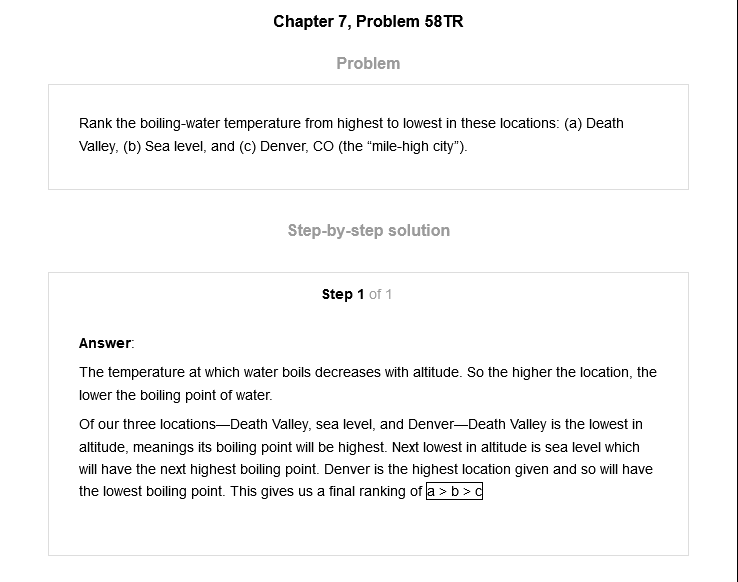 Chapter 7, Problem 58TR
Problem
Rank the boiling-water temperature from highest to lowest in these locations: (a) Death
Valley, (b) Sea level, and (c) Denver, CO (the “mile-high city”).
Step-by-step solution
Step 1 of 1
Answer:
The temperature at which water boils decreases with altitude. So the higher the location, the
lower the boiling point of water.
Of our three locations—Death Valley, sea level, and Denver—Death Valley is the lowest in
altitude, meanings its boiling point will be highest. Next lowest in altitude is sea level which
will have the next highest boiling point. Denver is the highest location given and so will have
the lowest boiling point. This gives us a final ranking of a > b > c